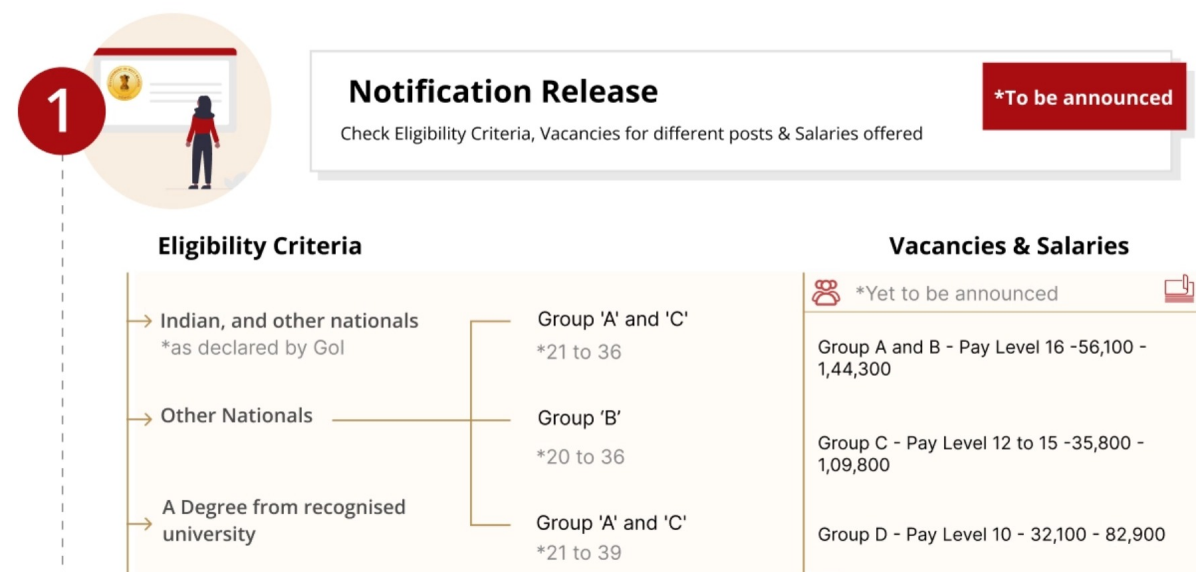 1
Notification Release
*To be announced
Check Eligibility Criteria, Vacancies for different posts & Salaries offered
Eligibility Criteria
Indian, and other nationals
*as declared by GoI
Other Nationals
A Degree from recognised
university
Group 'A' and 'C'
*21 to 36
Group ‘B’
*20 to 36
Group 'A' and 'C'
*21 to 39
Vacancies & Salaries
*Yet to be announced
Group A and B - Pay Level 16 -56,100 -
1,44,300
Group C - Pay Level 12 to 15 -35,800 -
1,09,800
Group D - Pay Level 10 - 32,100 - 82,900